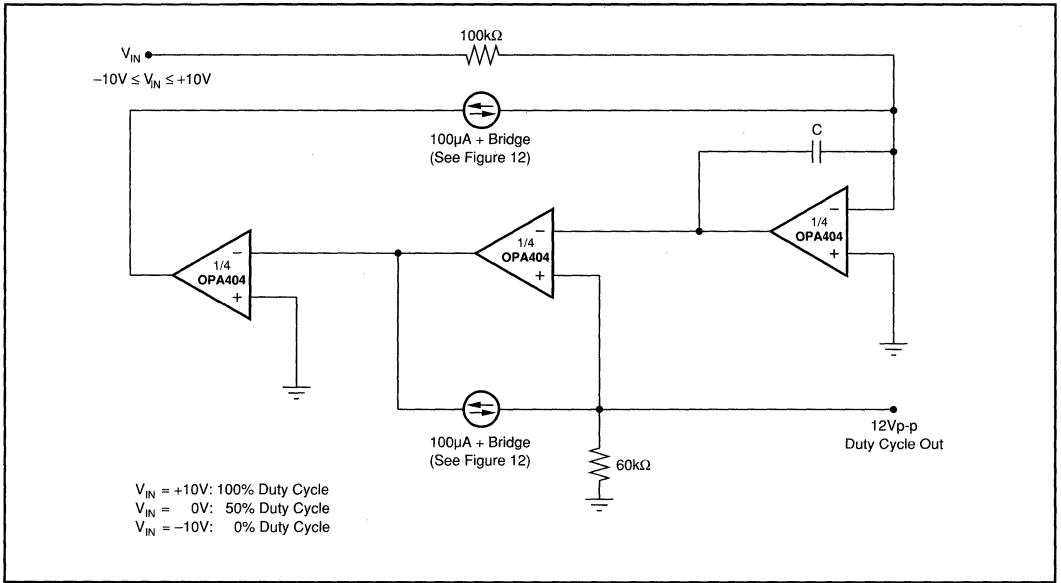 100kΩ
V_IN
−10V ≤ V_IN ≤ +10V
100µA + Bridge
(See Figure 12)
C
−
1/4
OPA404
+
−
1/4
OPA404
+
−
1/4
OPA404
+
100µA + Bridge
(See Figure 12)
12Vp-p
Duty Cycle Out
60kΩ
V_IN = +10V: 100% Duty Cycle
V_IN = 0V: 50% Duty Cycle
V_IN = −10V: 0% Duty Cycle